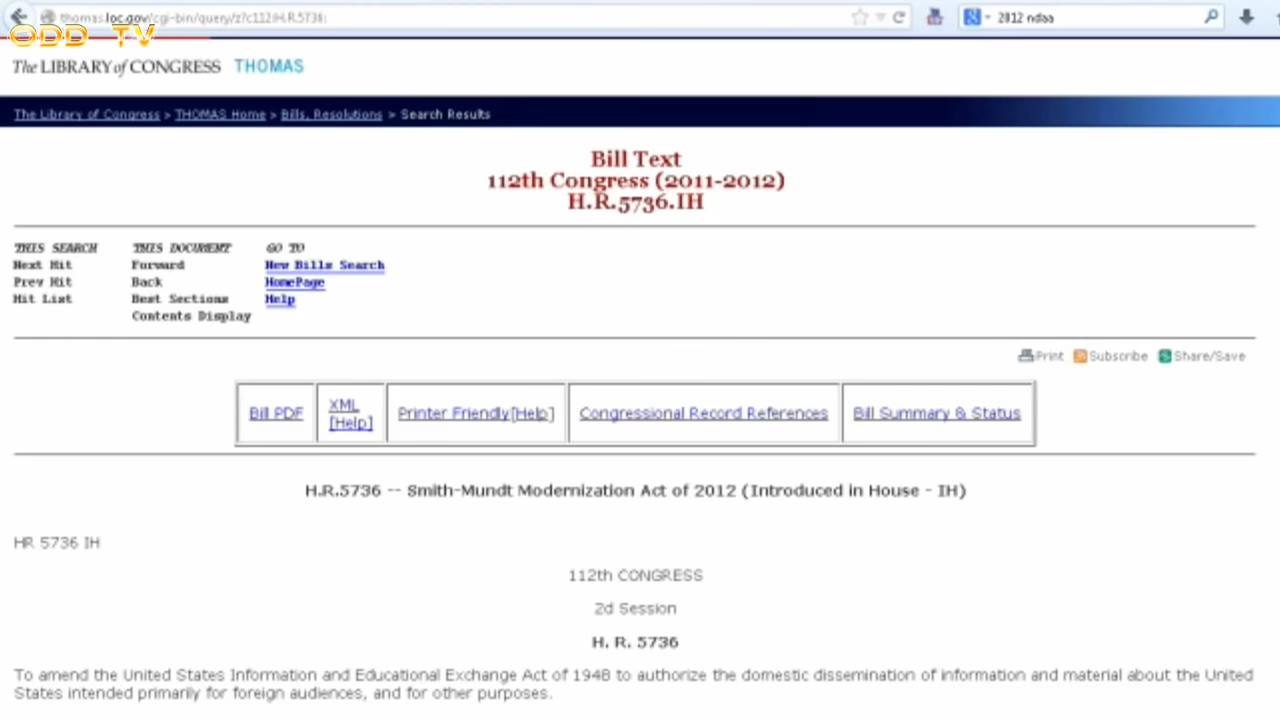 thomas.loc.gov/cgi-bin/query/z?c112:H.R.5736:
2012 ndaa
ODD TV
The LIBRARY of CONGRESS THOMAS
The Library of Congress > THOMAS Home > Bills, Resolutions > Search Results
Bill Text
112th Congress (2011-2012)
H.R.5736.IH
THIS SEARCH THIS DOCUMENT GO TO
Next Hit Forward New Bills Search
Prev Hit Back HomePage
Hit List Best Sections Help
Contents Display
Print Subscribe Share/Save
Bill PDF XML [Help] Printer Friendly[Help] Congressional Record References Bill Summary & Status
H.R.5736 -- Smith-Mundt Modernization Act of 2012 (Introduced in House - IH)
HR 5736 IH
112th CONGRESS
2d Session
H. R. 5736
To amend the United States Information and Educational Exchange Act of 1948 to authorize the domestic dissemination of information and material about the United
States intended primarily for foreign audiences, and for other purposes.